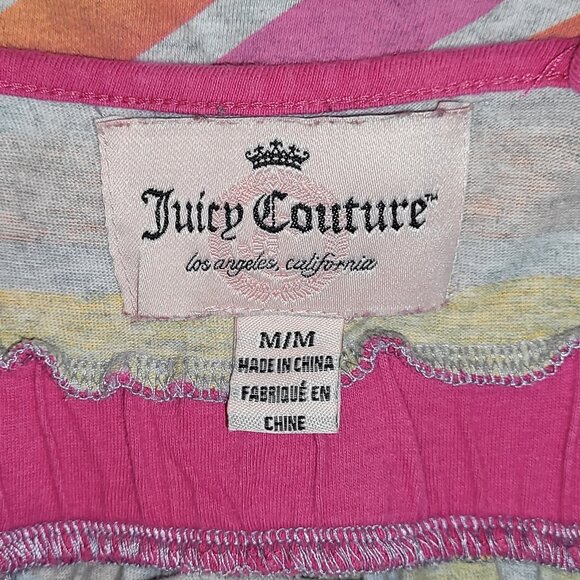 Juicy Couture™
los angeles, california
M/M
MADE IN CHINA
FABRIQUÉ EN
CHINE